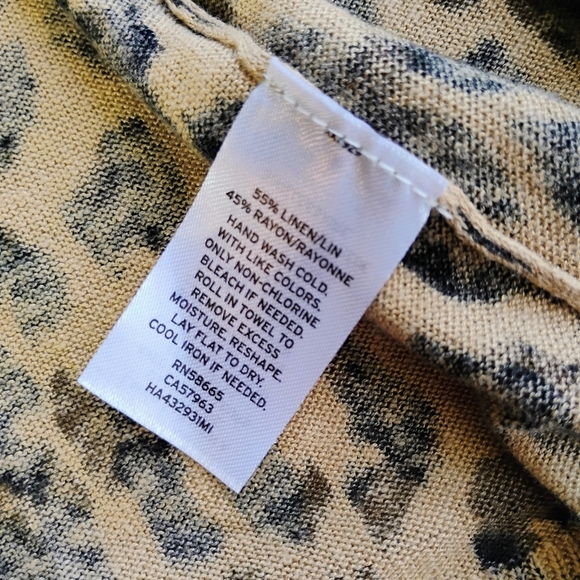 55% LINEN/LIN
45% RAYON/RAYONNE
HAND WASH COLD.
WITH LIKE COLORS.
ONLY NON-CHLORINE
BLEACH IF NEEDED.
ROLL IN TOWEL TO
REMOVE EXCESS
MOISTURE. RESHAPE.
LAY FLAT TO DRY.
COOL IRON IF NEEDED.
RN58665
CA57963
HA432931MI